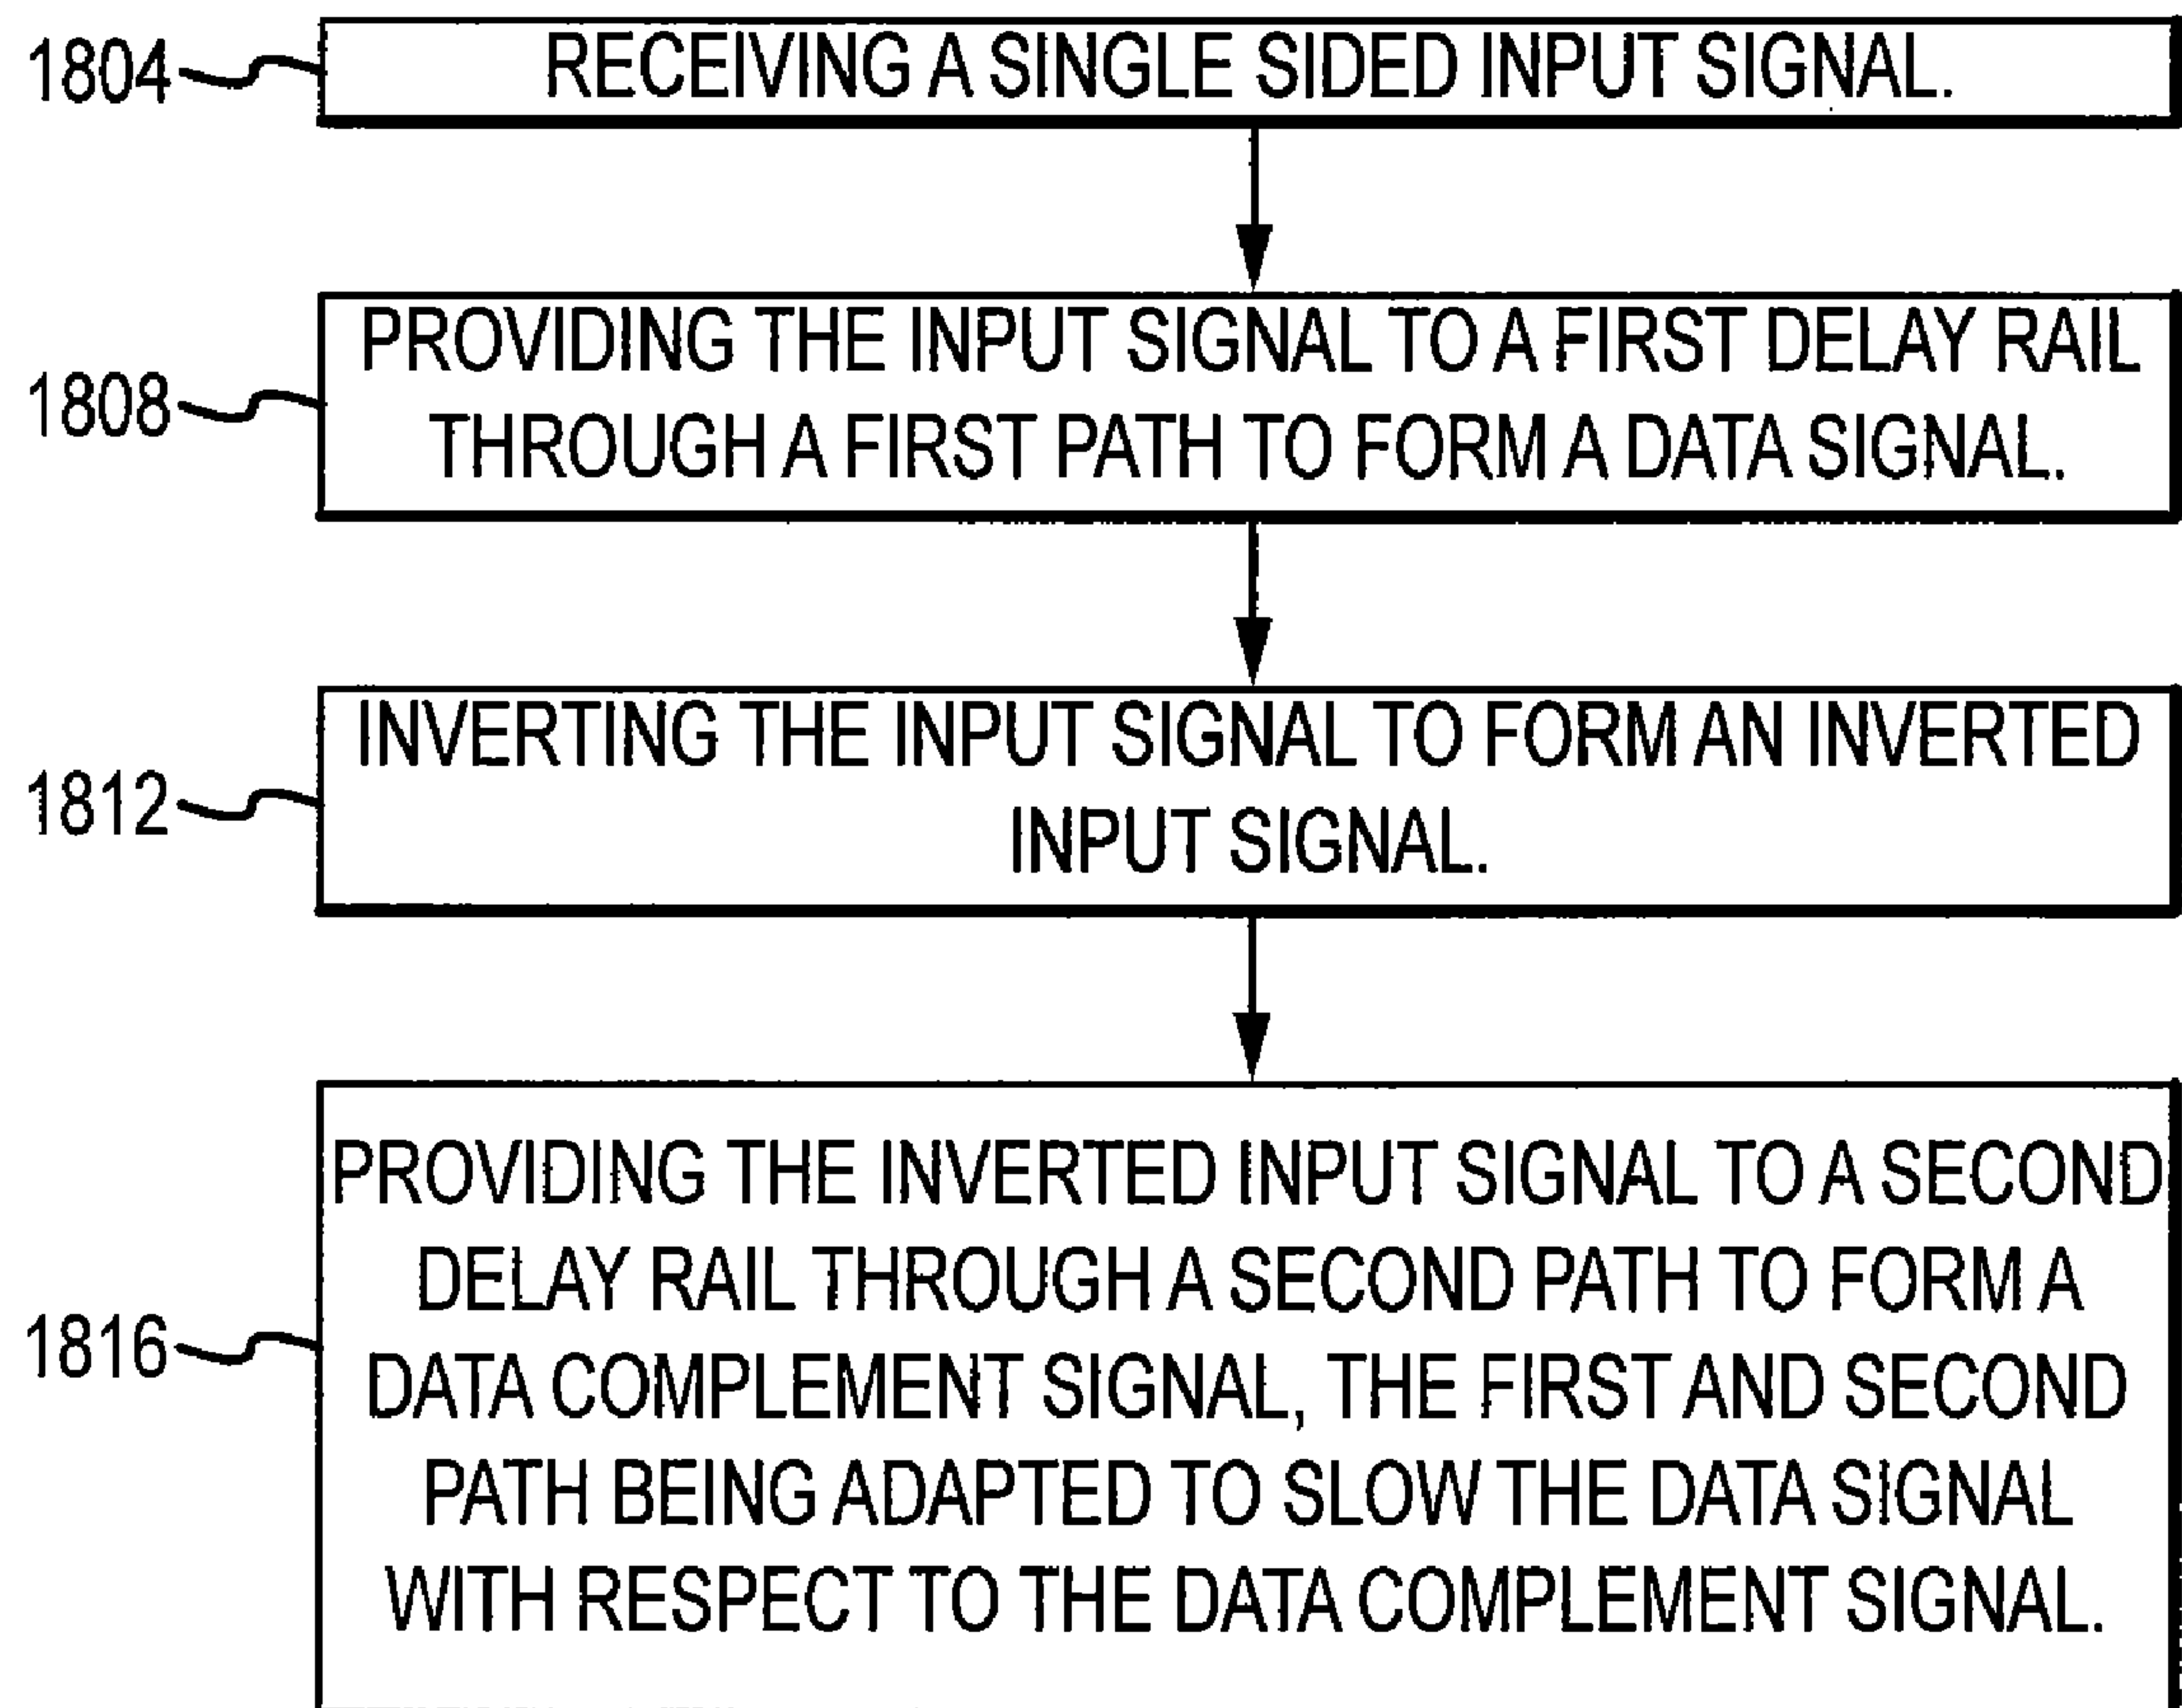 1804
RECEIVING A SINGLE SIDED INPUT SIGNAL.
1808
PROVIDING THE INPUT SIGNAL TO A FIRST DELAY RAIL
THROUGH A FIRST PATH TO FORM A DATA SIGNAL.
1812
INVERTING THE INPUT SIGNAL TO FORM AN INVERTED
INPUT SIGNAL.
1816
PROVIDING THE INVERTED INPUT SIGNAL TO A SECOND
DELAY RAIL THROUGH A SECOND PATH TO FORM A
DATA COMPLEMENT SIGNAL, THE FIRST AND SECOND
PATH BEING ADAPTED TO SLOW THE DATA SIGNAL
WITH RESPECT TO THE DATA COMPLEMENT SIGNAL.